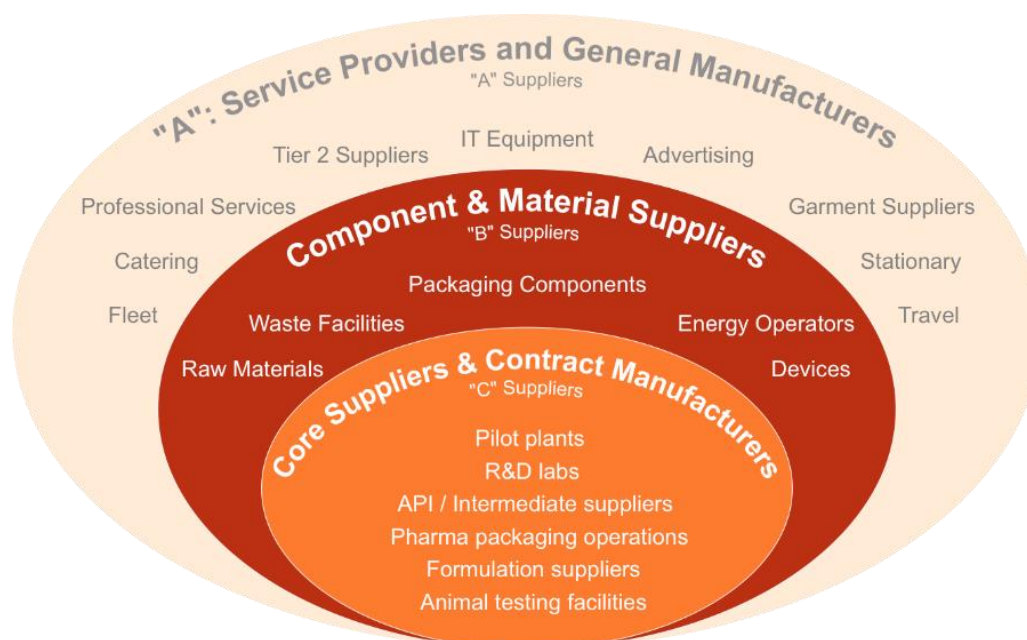 "A": Service Providers and General Manufacturers
"A" Suppliers
IT Equipment
Tier 2 Suppliers
Advertising
Professional Services
Garment Suppliers
Catering
Stationary
Fleet
Travel
Component & Material Suppliers
"B" Suppliers
Packaging Components
Waste Facilities
Energy Operators
Raw Materials
Devices
Core Suppliers & Contract Manufacturers
"C" Suppliers
Pilot plants
R&D labs
API / Intermediate suppliers
Pharma packaging operations
Formulation suppliers
Animal testing facilities